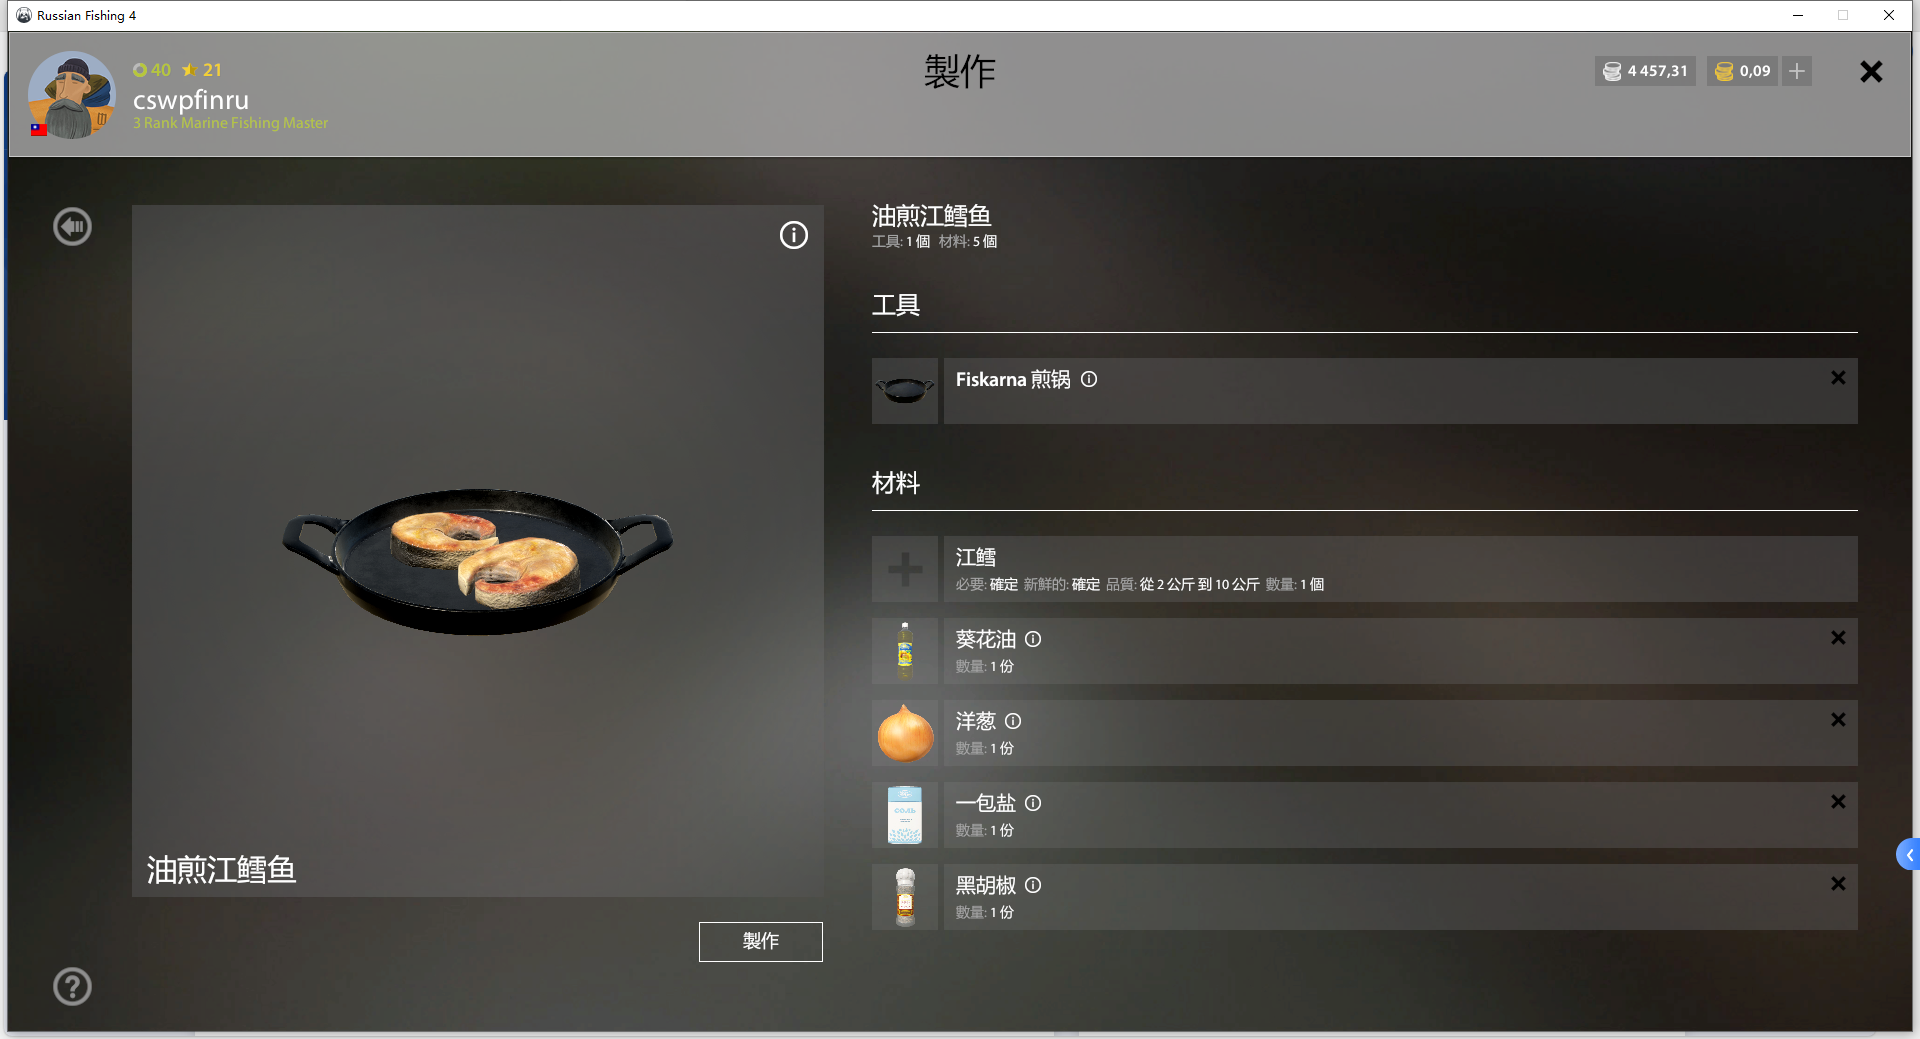 Russian Fishing 4
40 21
cswpfinru
3 Rank Marine Fishing Master
製作
4 457,31
0,09
油煎江鳕鱼
工具: 1 個 材料: 5 個
工具
Fiskarna 煎锅
材料
江鳕
必要: 確定 新鮮的: 確定 品質: 從 2 公斤 到 10 公斤 數量: 1 個
葵花油
數量: 1 份
洋葱
數量: 1 份
一包盐
數量: 1 份
黑胡椒
數量: 1 份
油煎江鳕鱼
製作